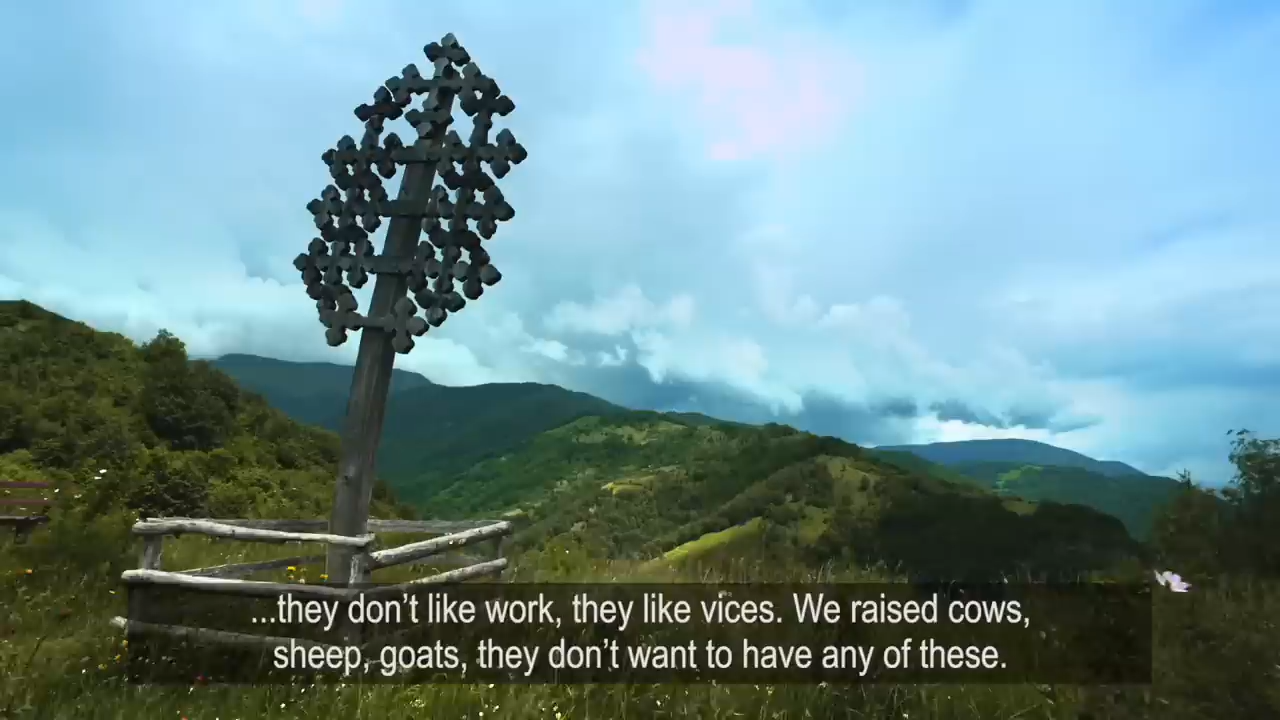 ...they don't like work, they like vices. We raised cows,
sheep, goats, they don't want to have any of these.